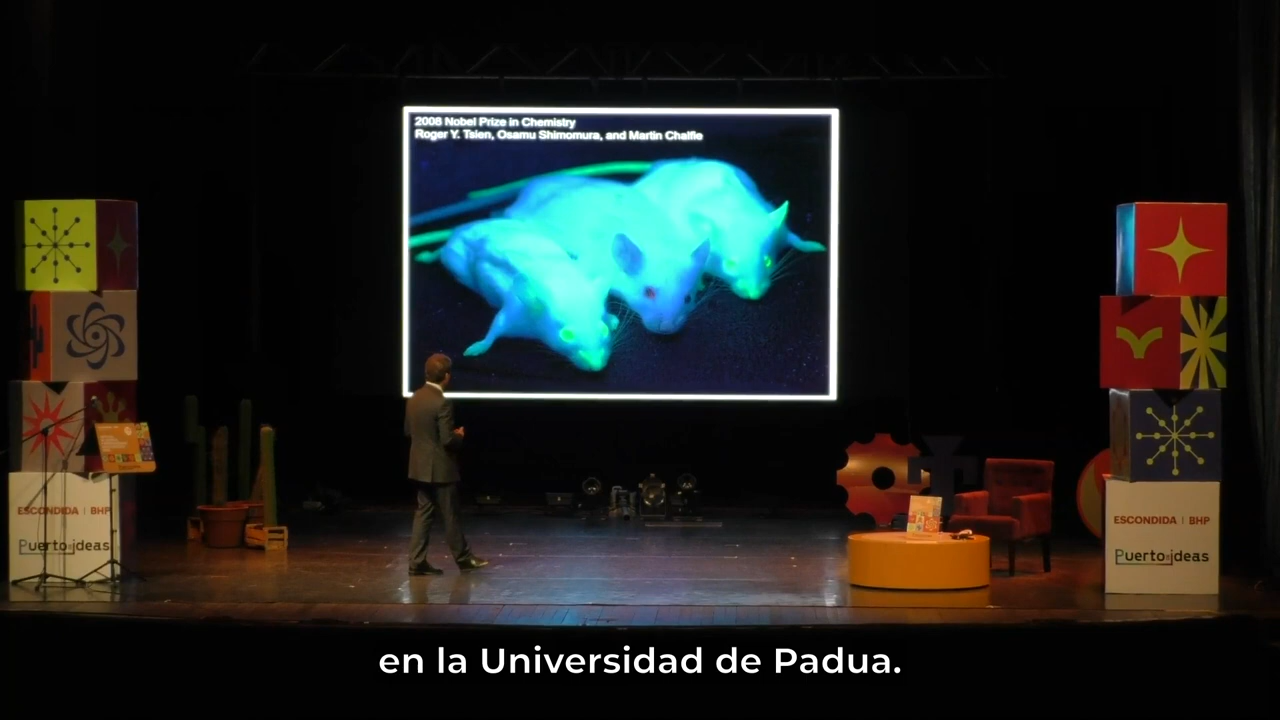 2008 Nobel Prize in Chemistry
Roger Y. Tsien, Osamu Shimomura, and Martin Chalfie
ESCONDIDA | BHP
Puerto ideas
ESCONDIDA | BHP
Puerto ideas
en la Universidad de Padua.